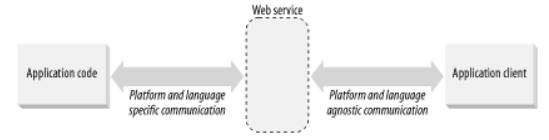 Web service
Application code
Platform and language
specific communication
Platform and language
agnostic communication
Application client